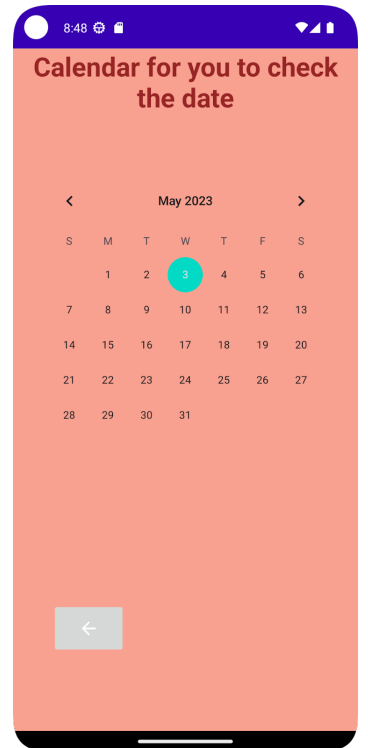 8:48
Calendar for you to check
the date
May 2023
S M T W T F S
1 2 3 4 5 6
7 8 9 10 11 12 13
14 15 16 17 18 19 20
21 22 23 24 25 26 27
28 29 30 31